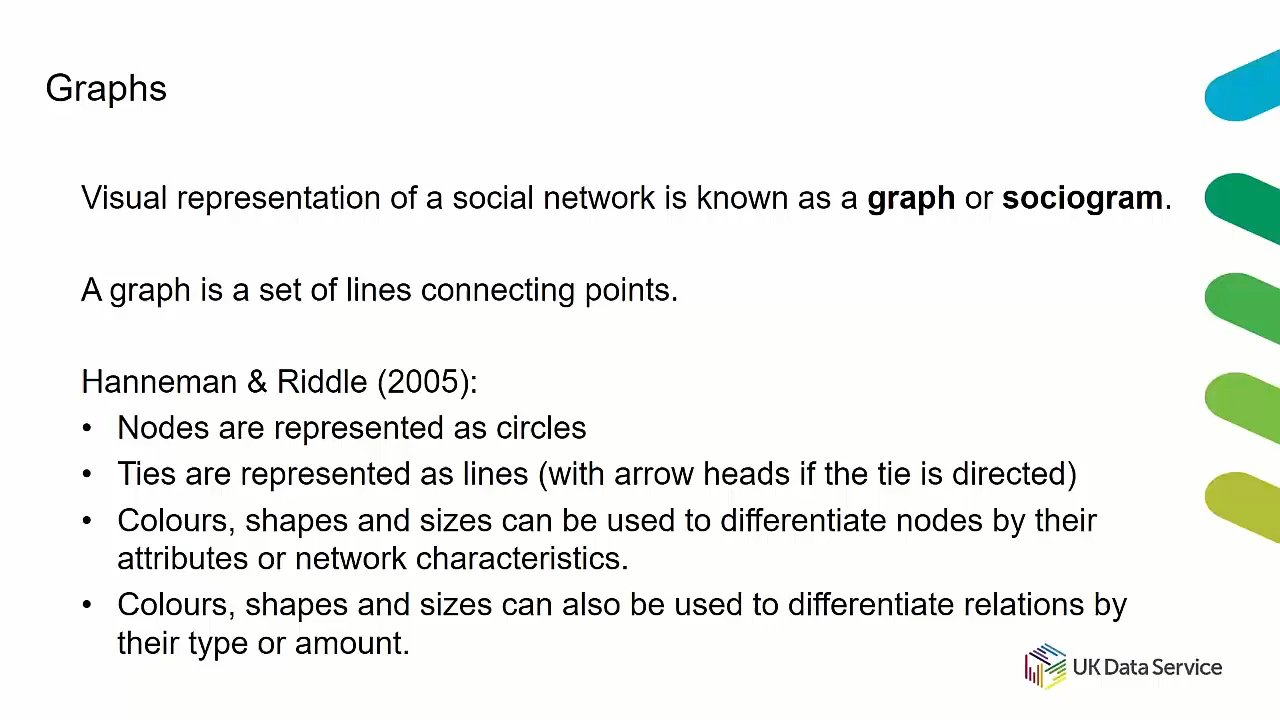 Graphs
Visual representation of a social network is known as a graph or sociogram.
A graph is a set of lines connecting points.
Hanneman & Riddle (2005):
• Nodes are represented as circles
• Ties are represented as lines (with arrow heads if the tie is directed)
• Colours, shapes and sizes can be used to differentiate nodes by their
attributes or network characteristics.
• Colours, shapes and sizes can also be used to differentiate relations by
their type or amount.
UK Data Service